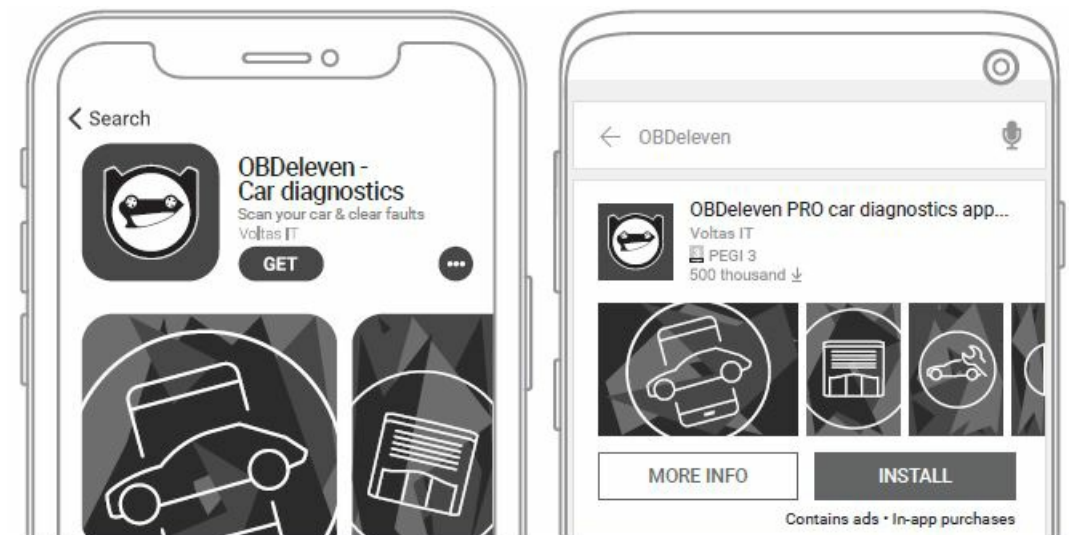 Search
OBDeleven -
Car diagnostics
Scan your car & clear faults
Voltas IT
GET
OBDeleven
OBDeleven PRO car diagnostics app...
Voltas IT
PEGI 3
500 thousand
MORE INFO
INSTALL
Contains ads • In-app purchases